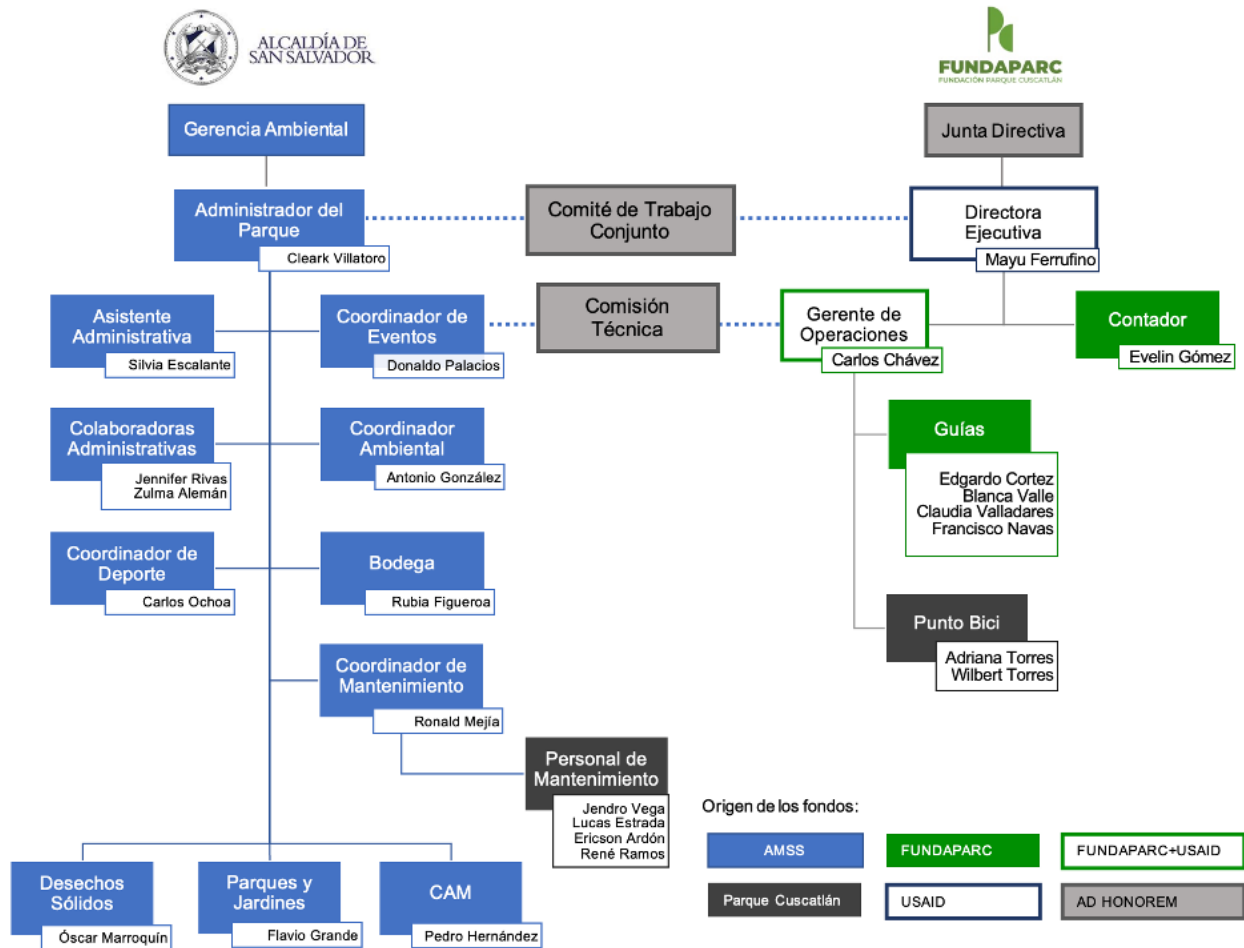 ALCALDÍA DE
SAN SALVADOR
FUNDAPARC
FUNDACIÓN PARQUE CUSCATLÁN
Gerencia Ambiental
Junta Directiva
Administrador del
Parque
Cleark Villatoro
Comité de Trabajo
Conjunto
Directora
Ejecutiva
Mayu Ferrufino
Asistente
Administrativa
Silvia Escalante
Coordinador de
Eventos
Donaldo Palacios
Comisión
Técnica
Gerente de
Operaciones
Carlos Chávez
Contador
Evelin Gómez
Colaboradoras
Administrativas
Jennifer Rivas
Zulma Alemán
Coordinador
Ambiental
Antonio González
Guías
Edgardo Cortez
Blanca Valle
Claudia Valladares
Francisco Navas
Coordinador de
Deporte
Carlos Ochoa
Bodega
Rubia Figueroa
Punto Bici
Adriana Torres
Wilbert Torres
Coordinador de
Mantenimiento
Ronald Mejía
Personal de
Mantenimiento
Jendro Vega
Lucas Estrada
Ericson Ardón
René Ramos
Desechos
Sólidos
Óscar Marroquín
Parques y
Jardines
Flavio Grande
CAM
Pedro Hernández
Origen de los fondos:
AMSS
FUNDAPARC
FUNDAPARC+USAID
Parque Cuscatlán
USAID
AD HONOREM